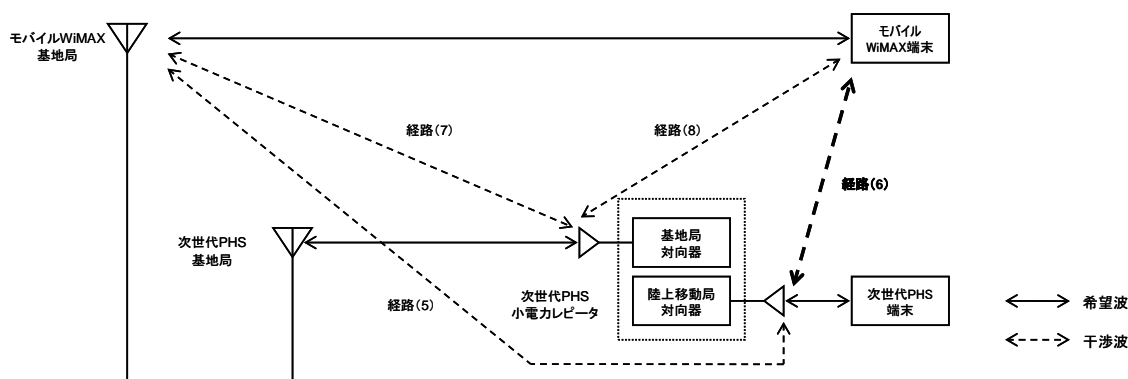 モバイルWiMAX
基地局
モバイル
WiMAX端末
経路(7)
経路(8)
経路(6)
次世代PHS
基地局
基地局
対向器
次世代PHS
小電力レピータ
陸上移動局
対向器
次世代PHS
端末
経路(5)
希望波
干渉波